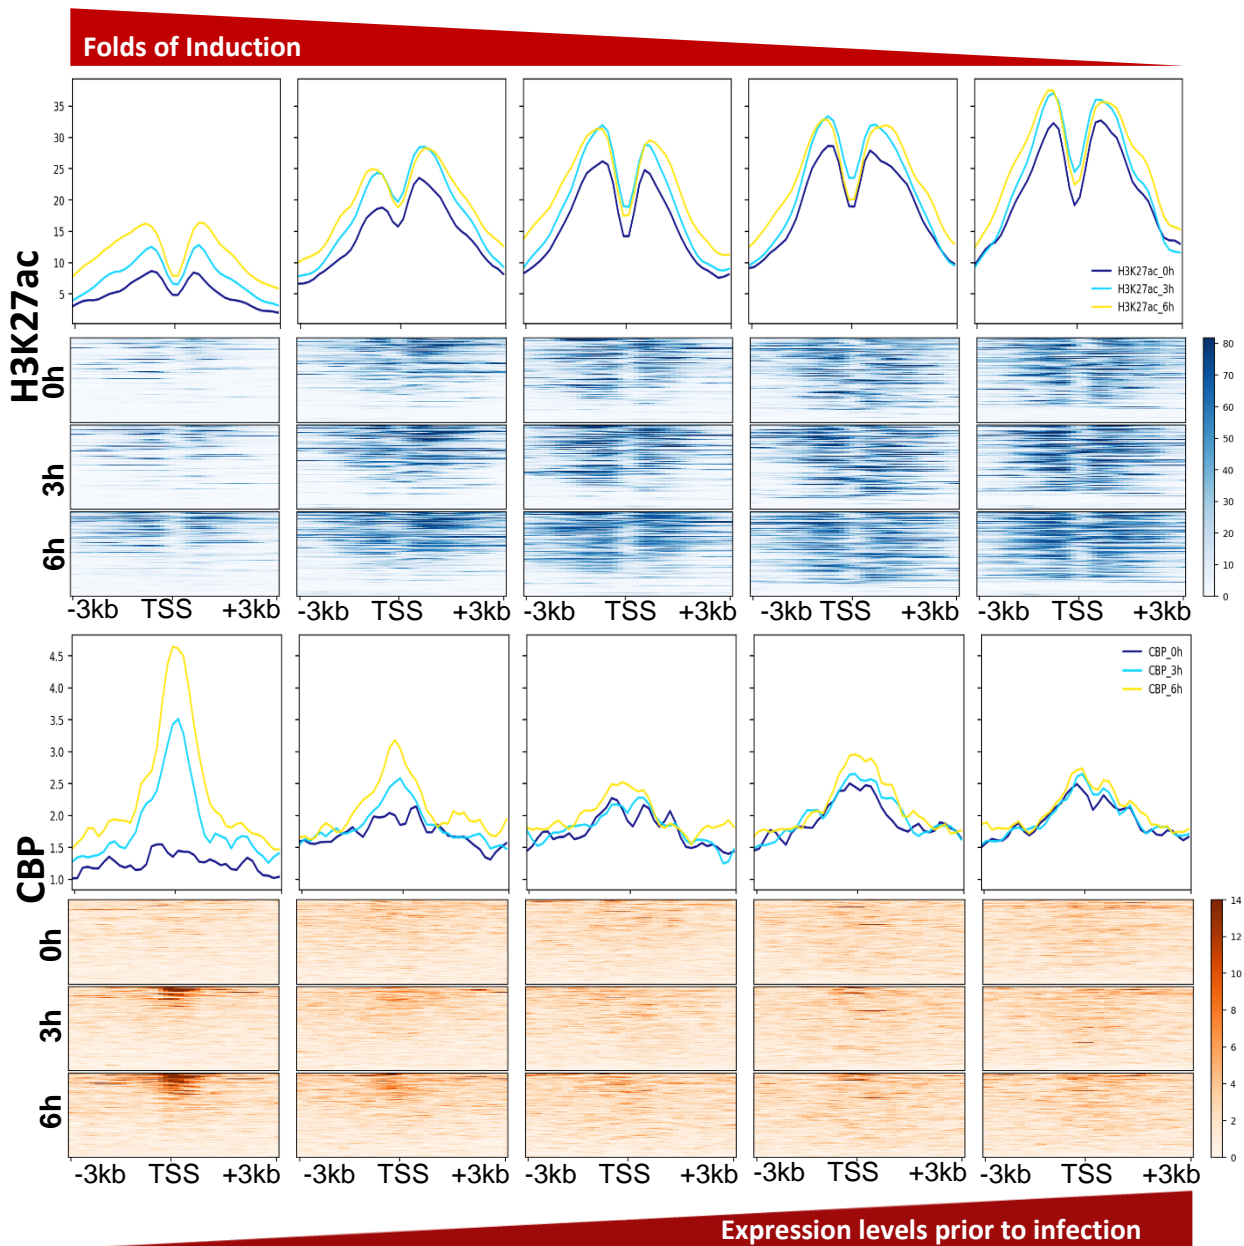 Folds of Induction
H3K27ac
35
30
25
20
15
10
5
H3K27ac_0h
H3K27ac_3h
H3K27ac_6h
0h
3h
6h
80
70
60
50
40
30
20
10
0
-3kb TSS +3kb -3kb TSS +3kb -3kb TSS +3kb -3kb TSS +3kb -3kb TSS +3kb
CBP
4.5
4.0
3.5
3.0
2.5
2.0
1.5
1.0
CBP_0h
CBP_3h
CBP_6h
0h
3h
6h
14
12
10
8
6
4
2
0
-3kb TSS +3kb -3kb TSS +3kb -3kb TSS +3kb -3kb TSS +3kb -3kb TSS +3kb
Expression levels prior to infection